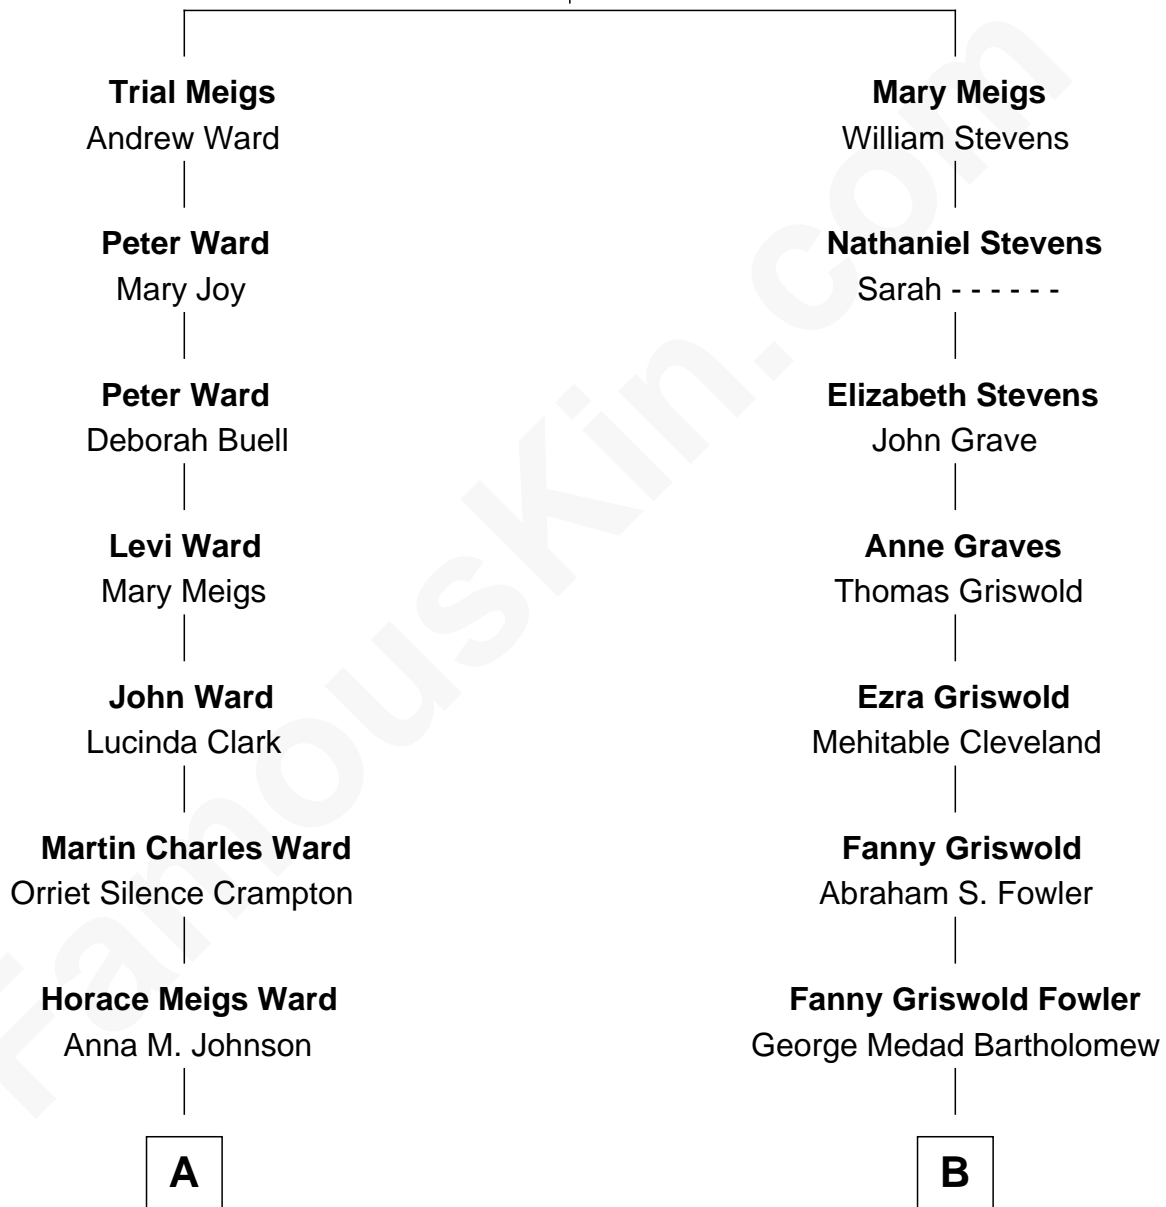 Trial Meigs
Andrew Ward
Peter Ward
Mary Joy
Peter Ward
Deborah Buell
Levi Ward
Mary Meigs
John Ward
Lucinda Clark
Martin Charles Ward
Orriet Silence Crampton
Horace Meigs Ward
Anna M. Johnson
A
Mary Meigs
William Stevens
Nathaniel Stevens
Sarah - - - - - -
Elizabeth Stevens
John Grave
Anne Graves
Thomas Griswold
Ezra Griswold
Mehitable Cleveland
Fanny Griswold
Abraham S. Fowler
Fanny Griswold Fowler
George Medad Bartholomew
B
FamousKin.com